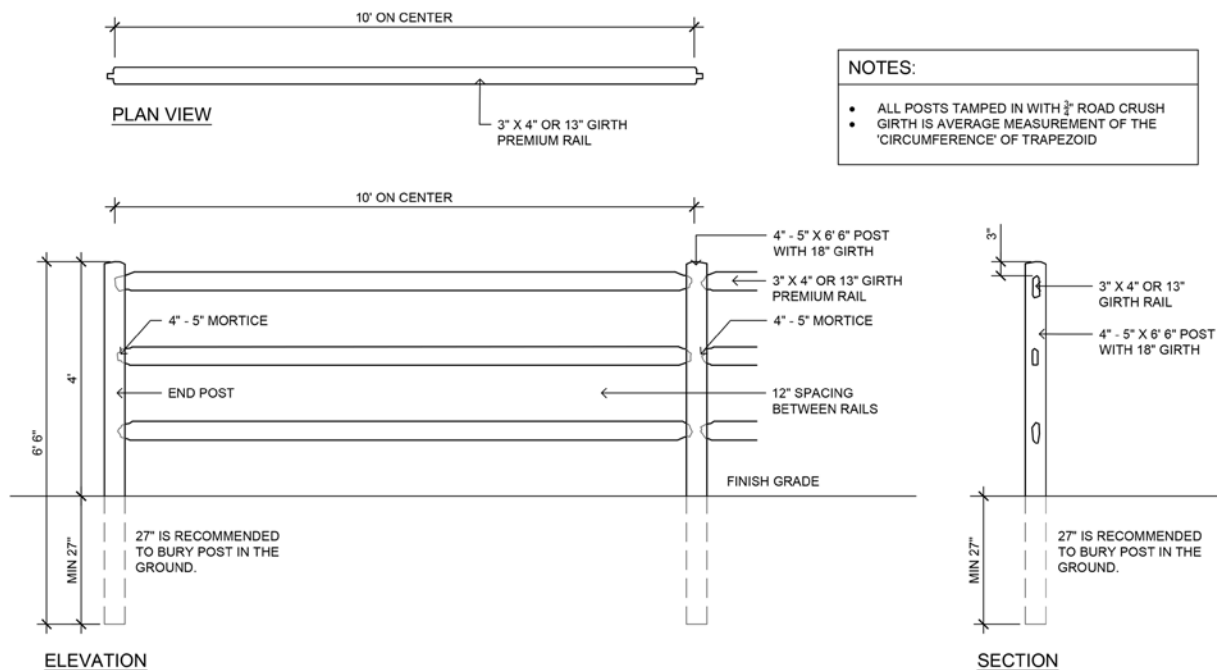 10' ON CENTER
PLAN VIEW
3" X 4" OR 13" GIRTH
PREMIUM RAIL
NOTES:
• ALL POSTS TAMPED IN WITH 3/4" ROAD CRUSH
• GIRTH IS AVERAGE MEASUREMENT OF THE
'CIRCUMFERENCE' OF TRAPEZOID
10' ON CENTER
4" - 5" X 6' 6" POST
WITH 18" GIRTH
3" X 4" OR 13" GIRTH
PREMIUM RAIL
4" - 5" MORTICE
4" - 5" MORTICE
END POST
12" SPACING
BETWEEN RAILS
4'
6' 6"
FINISH GRADE
MIN 27"
27" IS RECOMMENDED
TO BURY POST IN THE
GROUND.
ELEVATION
3"
3" X 4" OR 13"
GIRTH RAIL
4" - 5" X 6' 6" POST
WITH 18" GIRTH
MIN 27"
27" IS RECOMMENDED
TO BURY POST IN THE
GROUND.
SECTION